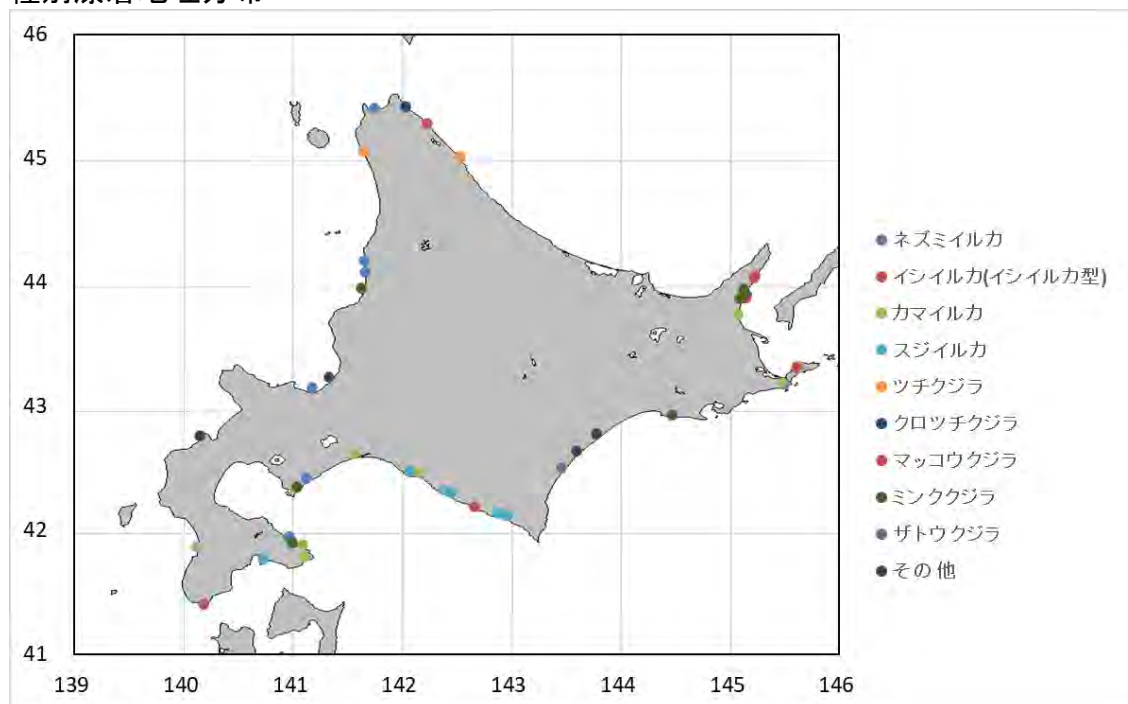 46
45
44
43
42
41
139 140 141 142 143 144 145 146
ネズミイルカ
イシイルカ(イシイルカ型)
カマイルカ
スジイルカ
ツチクジラ
クロツチクジラ
マッコウクジラ
ミンククジラ
ザトウクジラ
その他